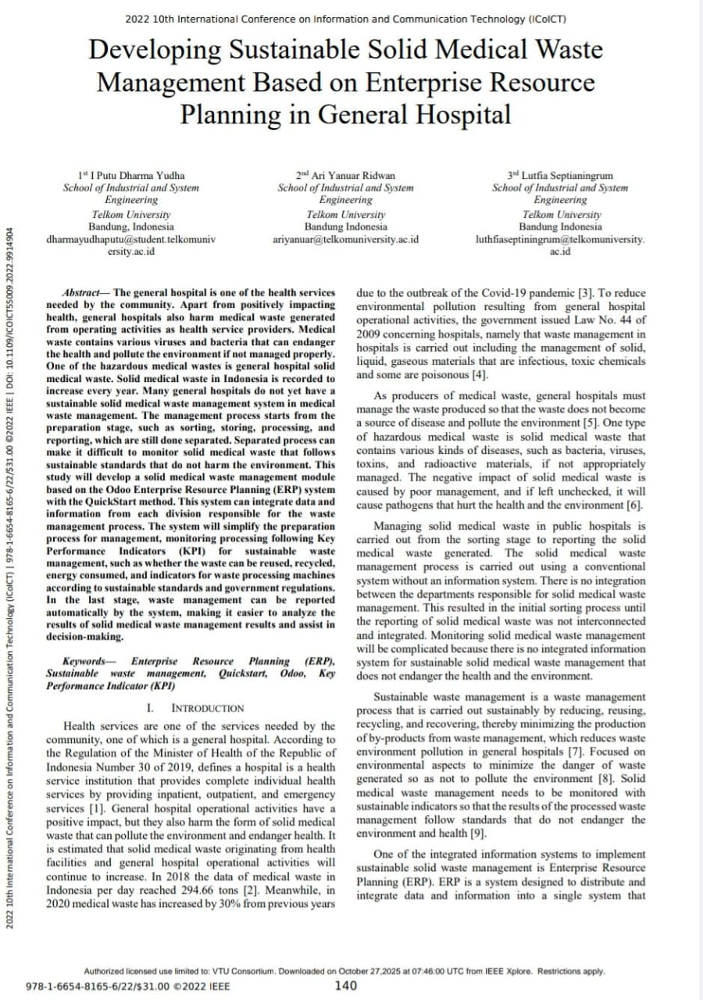 2022 10th International Conference on Information and Communication Technology (ICoICT)
Developing Sustainable Solid Medical Waste
Management Based on Enterprise Resource
Planning in General Hospital
1st I Putu Dharma Yudha
School of Industrial and System
Engineering
Telkom University
Bandung, Indonesia
dharmayudhaputu@student.telkomuniv
ersity.ac.id
2nd Ari Yanuar Ridwan
School of Industrial and System
Engineering
Telkom University
Bandung Indonesia
ariyanuar@telkomuniversity.ac.id
3rd Lutfia Septianingrum
School of Industrial and System
Engineering
Telkom University
Bandung Indonesia
luthfiaseptiningrum@telkomuniversity.
ac.id
Abstract— The general hospital is one of the health services
needed by the community. Apart from positively impacting
health, general hospitals also harm medical waste generated
from operating activities as health service providers. Medical
waste contains various viruses and bacteria that can endanger
the health and pollute the environment if not managed properly.
One of the hazardous medical wastes is general hospital solid
medical waste. Solid medical waste in Indonesia is recorded to
increase every year. Many general hospitals do not yet have a
sustainable solid medical waste management system in medical
waste management. The management process starts from the
preparation stage, such as sorting, storing, processing, and
reporting, which are still done separated. Separated process can
make it difficult to monitor solid medical waste that follows
sustainable standards that do not harm the environment. This
study will develop a solid medical waste management module
based on the Odoo Enterprise Resource Planning (ERP) system
with the QuickStart method. This system can integrate data and
information from each division responsible for the waste
management process. The system will simplify the preparation
process for management, monitoring processing following Key
Performance Indicators (KPI) for sustainable waste
management, such as whether the waste can be reused, recycled,
energy consumed, and indicators for waste processing machines
according to sustainable standards and government regulations.
In the last stage, waste management can be reported
automatically by the system, making it easier to analyze the
results of solid medical waste management results and assist in
decision-making.
Keywords— Enterprise Resource Planning (ERP),
Sustainable waste management, Quickstart, Odoo, Key
Performance Indicator (KPI)
I. INTRODUCTION
Health services are one of the services needed by the
community, one of which is a general hospital. According to
the Regulation of the Minister of Health of the Republic of
Indonesia Number 30 of 2019, defines a hospital is a health
service institution that provides complete individual health
services by providing inpatient, outpatient, and emergency
services [1]. General hospital operational activities have a
positive impact, but they also harm the form of solid medical
waste that can pollute the environment and endanger health. It
is estimated that solid medical waste originating from health
facilities and general hospital operational activities will
continue to increase. In 2018 the data of medical waste in
Indonesia per day reached 294.66 tons [2]. Meanwhile, in
2020 medical waste has increased by 30% from previous years
due to the outbreak of the Covid-19 pandemic [3]. To reduce
environmental pollution resulting from general hospital
operational activities, the government issued Law No. 44 of
2009 concerning hospitals, namely that waste management in
hospitals is carried out including the management of solid,
liquid, gaseous materials that are infectious, toxic chemicals
and some are poisonous [4].
As producers of medical waste, general hospitals must
manage the waste produced so that the waste does not become
a source of disease and pollute the environment [5]. One type
of hazardous medical waste is solid medical waste that
contains various kinds of diseases, such as bacteria, viruses,
toxins, and radioactive materials, if not appropriately
managed. The negative impact of solid medical waste is
caused by poor management, and if left unchecked, it will
cause pathogens that hurt the health and the environment [6].
Managing solid medical waste in public hospitals is
carried out from the sorting stage to reporting the solid
medical waste generated. The solid medical waste
management process is carried out using a conventional
system without an information system. There is no integration
between the departments responsible for solid medical waste
management. This resulted in the initial sorting process until
the reporting of solid medical waste was not interconnected
and integrated. Monitoring solid medical waste management
will be complicated because there is no integrated information
system for sustainable solid medical waste management that
does not endanger the health and the environment.
Sustainable waste management is a waste management
process that is carried out sustainably by reducing, reusing,
recycling, and recovering, thereby minimizing the production
of by-products from waste management, which reduces waste
environment pollution in general hospitals [7]. Focused on
environmental aspects to minimize the danger of waste
generated so as not to pollute the environment [8]. Solid
medical waste management needs to be monitored with
sustainable indicators so that the results of the processed waste
management follow standards that do not endanger the
environment and health [9].
One of the integrated information systems to implement
sustainable solid waste management is Enterprise Resource
Planning (ERP). ERP is a system designed to distribute and
integrate data and information into a single system that
2022 10th International Conference on Information and Communication Technology (ICoICT) | 978-1-6654-8165-6/22/$31.00 ©2022 IEEE | DOI: 10.1109/ICOICT55009.2022.9914904
Authorized licensed use limited to: VTU Consortium. Downloaded on October 27,2025 at 07:46:00 UTC from IEEE Xplore. Restrictions apply.
978-1-6654-8165-6/22/$31.00 ©2022 IEEE
140